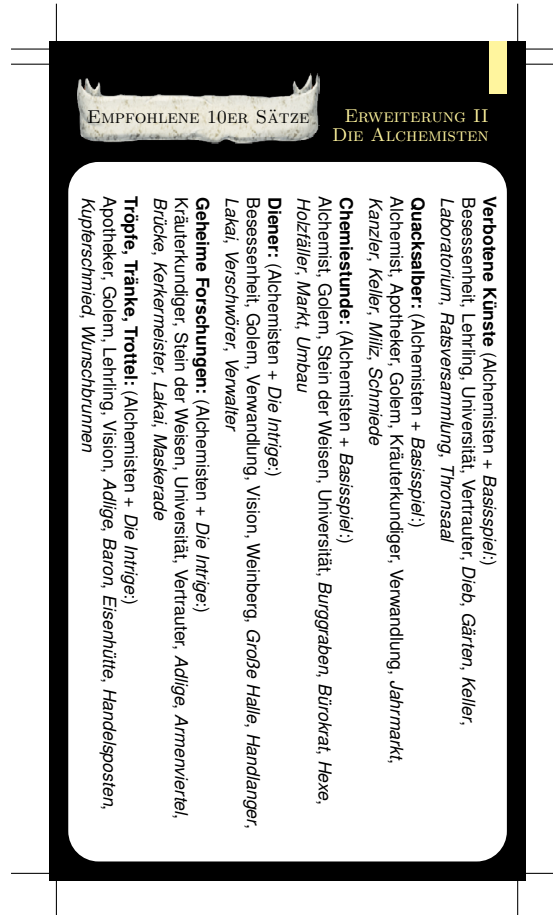 EMPFOHLENE 10ER SÄTZE
ERWEITERUNG II
DIE ALCHEMISTEN
Verbotene Künste (Alchemisten + Basisspiel:)
Besessenheit, Lehrling, Universität, Vertrauter, Dieb, Gärten, Keller,
Laboratorium, Ratsversammlung, Thronsaal
Quacksalber: (Alchemisten + Basisspiel:)
Alchemist, Apotheker, Golem, Kräuterkundiger, Verwandlung, Jahrmarkt,
Kanzler, Keller, Miliz, Schmiede
Chemiestunde: (Alchemisten + Basisspiel:)
Alchemist, Golem, Stein der Weisen, Universität, Burggraben, Bürokrat, Hexe,
Holzfäller, Markt, Umbau
Diener: (Alchemisten + Die Intrige:)
Besessenheit, Golem, Verwandlung, Vision, Weinberg, Große Halle, Handlanger,
Lakai, Verschwörer, Verwalter
Geheime Forschungen: (Alchemisten + Die Intrige:)
Kräuterkundiger, Stein der Weisen, Universität, Vertrauter, Adlige, Armenviertel,
Brücke, Kerkermeister, Lakai, Maskerade
Tröpfe, Tränke, Trottel: (Alchemisten + Die Intrige:)
Apotheker, Golem, Lehrling, Vision, Adlige, Baron, Eisenhütte, Handelsposten,
Kupferschmied, Wunschbrunnen